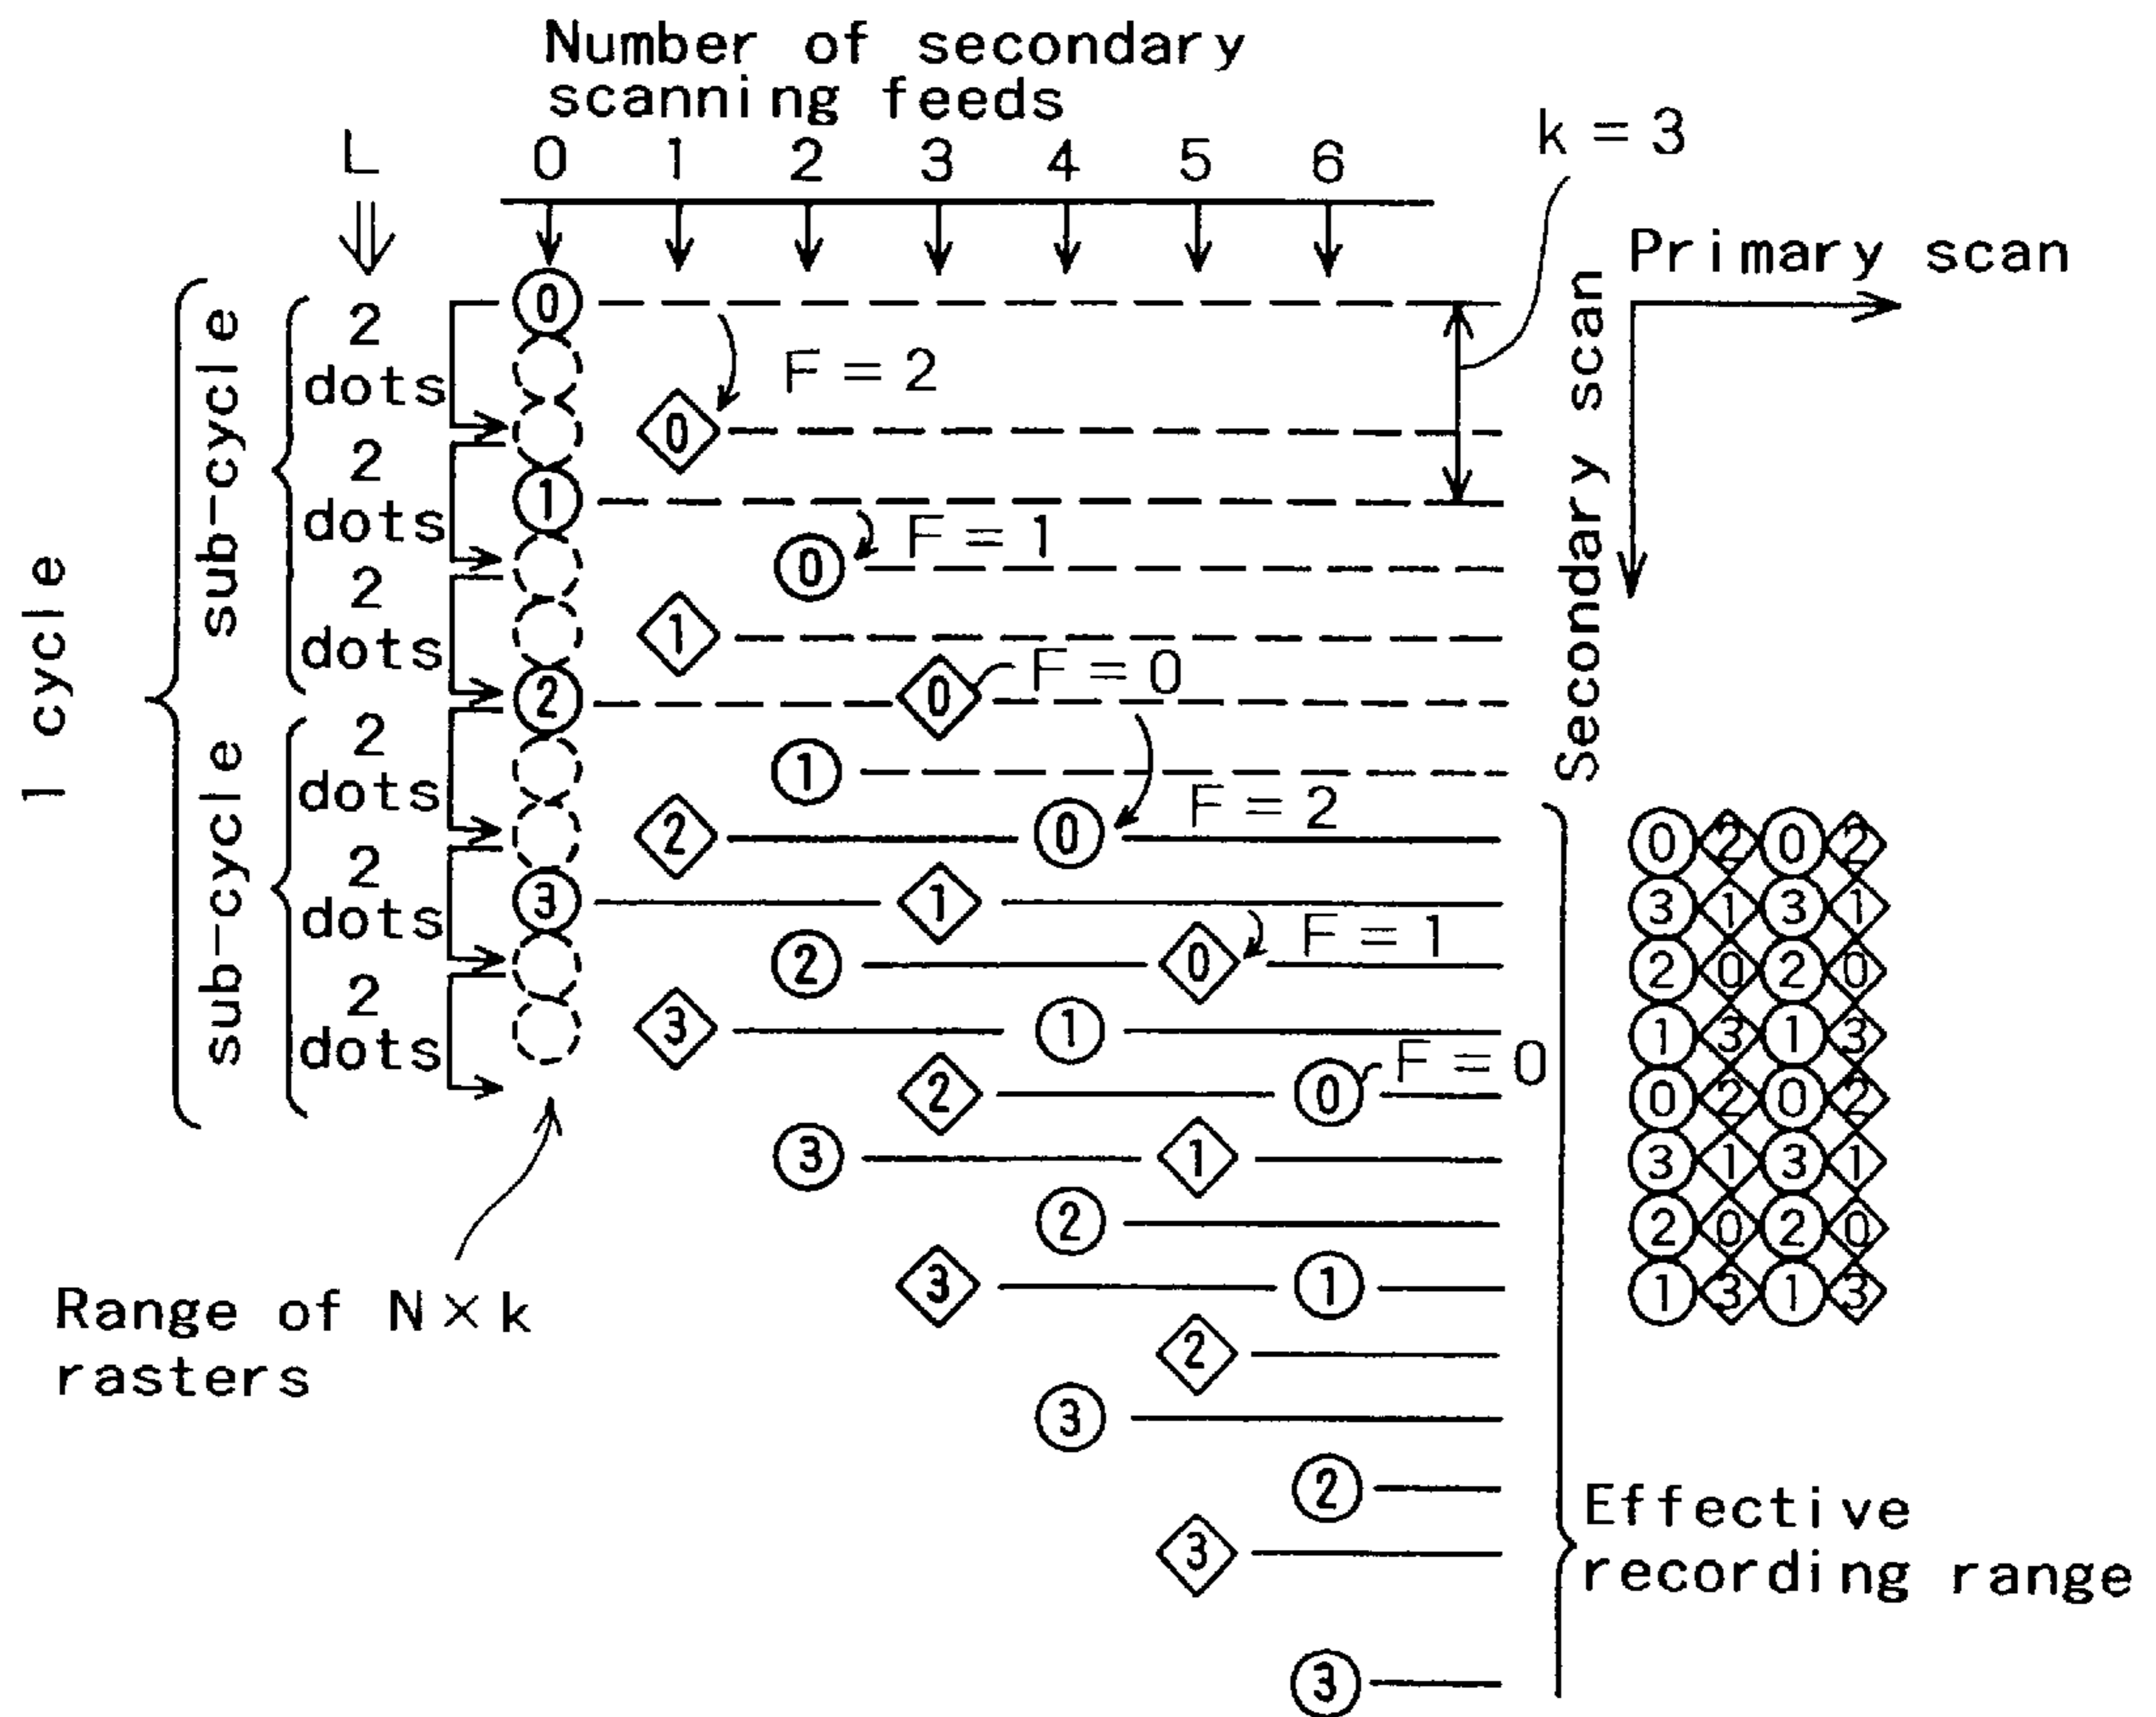 Number of secondary
scanning feeds
L
0 1 2 3 4 5 6
k = 3
Primary scan
Secondary scan
1 cycle
sub-cycle
sub-cycle
2
dots
2
dots
2
dots
2
dots
2
dots
2
dots
0
F = 2
0
1
F = 1
0
1
F = 0
2 0
1
F = 2
2 0
3 1
F = 1
2 0
3 1
F = 0
2 0
3 1
2
3 1
2
3
2
3
3
0 2 0 2
3 1 3 1
2 0 2 0
1 3 1 3
0 2 0 2
3 1 3 1
2 0 2 0
1 3 1 3
Range of N×k
rasters
Effective
recording range